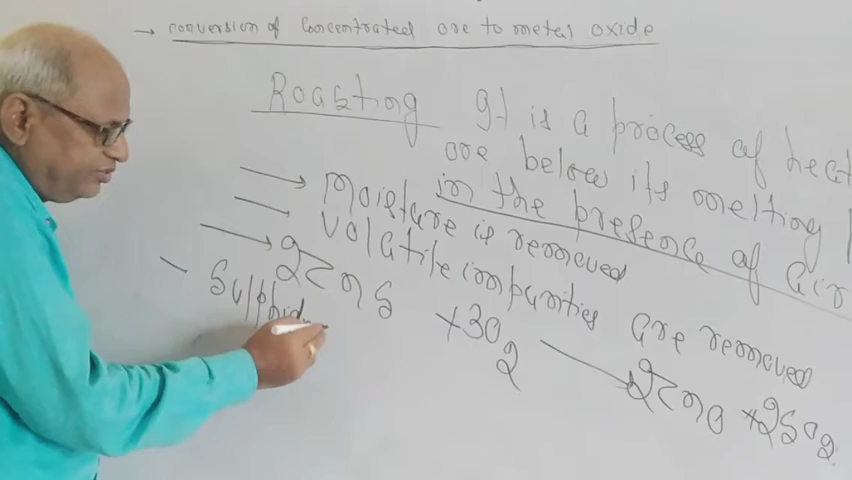 → conversion of concentrated ore to metal oxide
Roasting It is a process of heat
ore below its melting
in the presence of air
→ Moisture is removed
→ Volatile impurities are removed
→ 2ZnS + 3O2 → 2ZnO + 2SO2
- Sulphid